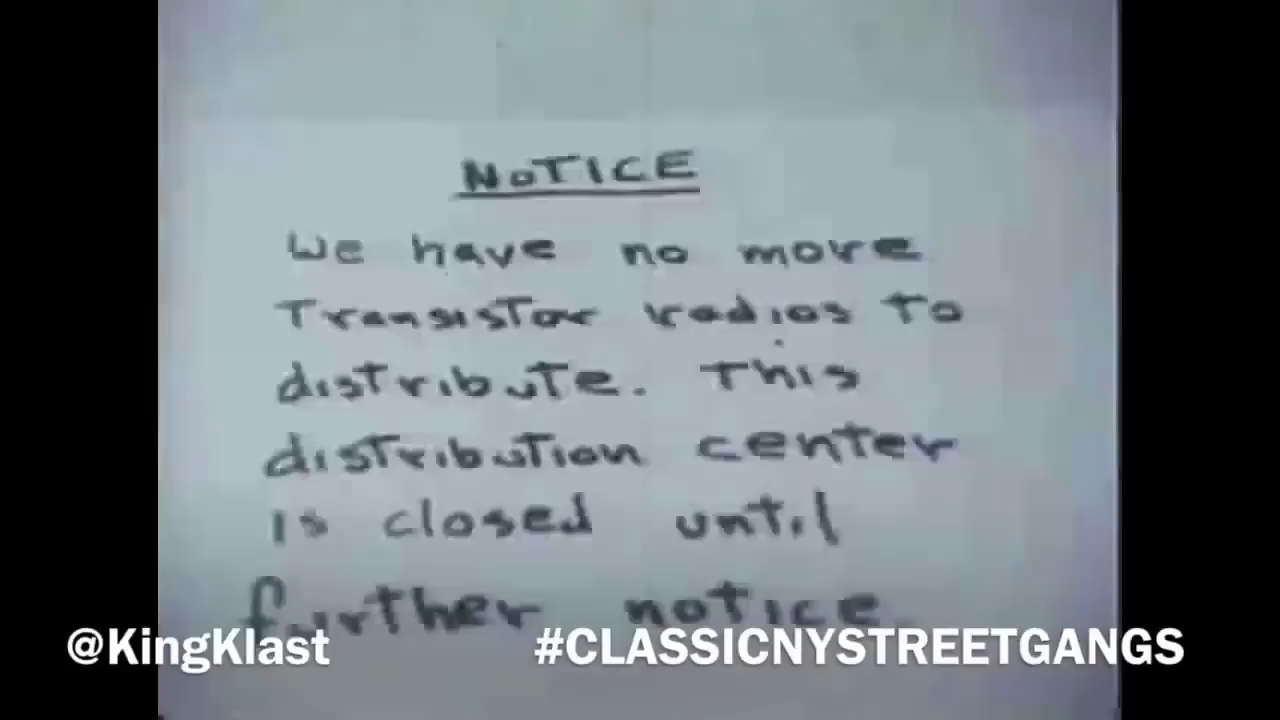 NOTICE
We have no more
Transistor radios to
distribute. This
distribution center
is closed until
further notice
@KingKlast #CLASSICNYSTREETGANGS